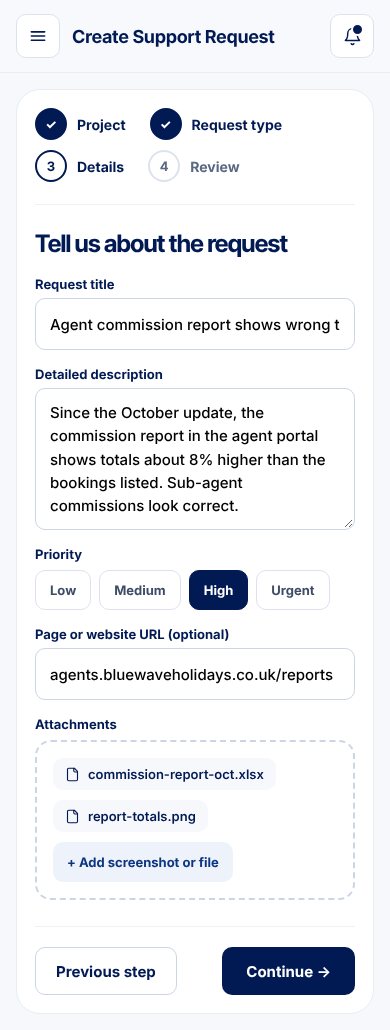 Create Support Request
Project
Request type
3 Details
4 Review
Tell us about the request
Request title
Agent commission report shows wrong t
Detailed description
Since the October update, the
commission report in the agent portal
shows totals about 8% higher than the
bookings listed. Sub-agent
commissions look correct.
Priority
Low
Medium
High
Urgent
Page or website URL (optional)
agents.bluewaveholidays.co.uk/reports
Attachments
commission-report-oct.xlsx
report-totals.png
+ Add screenshot or file
Previous step
Continue →